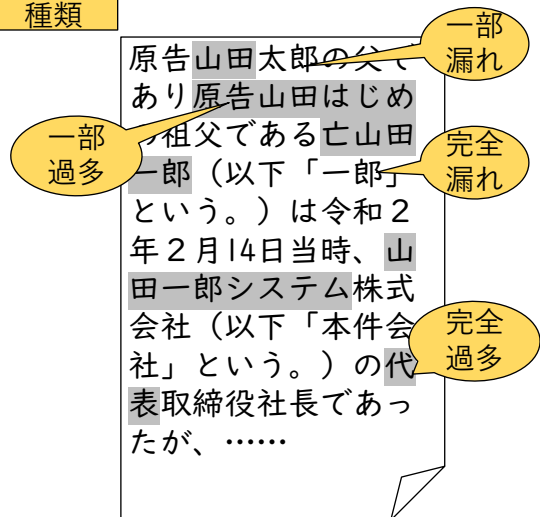 種類
一部
漏れ
原告山田太郎の父で
あり原告山田はじめ
の祖父である亡山田
一郎（以下「一郎」
という。）は令和２
年２月14日当時、山
田一郎システム株式
会社（以下「本件会
社」という。）の代
表取締役社長であっ
たが、……
一部
過多
完全
漏れ
完全
過多